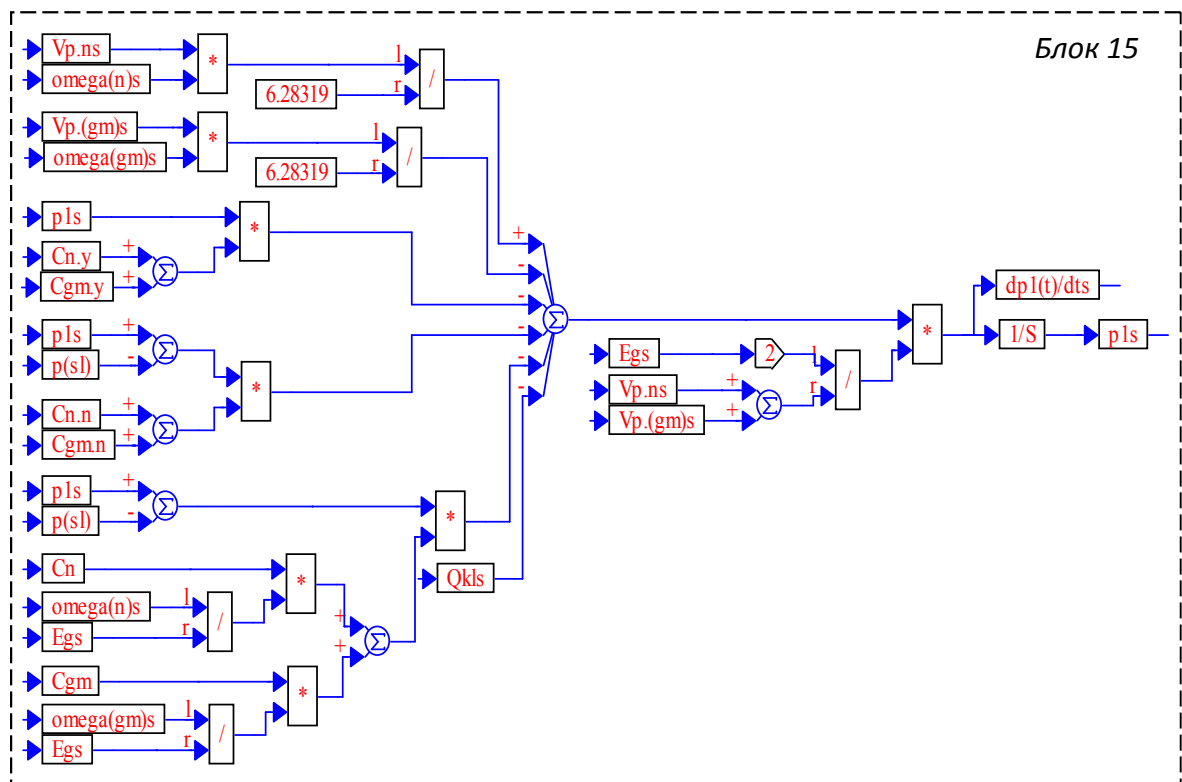 Блок 15
Vp.ns
omega(n)s
*
l
r
6.28319
/
Vp.(gm)s
omega(gm)s
*
l
r
6.28319
/
p1s
*
Cn.y
+
Cgm.y
+
Σ
p1s
+
p(sl)
-
Σ
*
Cn.n
+
Cgm.n
+
Σ
p1s
+
p(sl)
-
Σ
*
Cn
*
omega(n)s
l
Egs
r
/
+
+
Σ
Cgm
*
omega(gm)s
l
Egs
r
/
Qkls
+
-
-
-
-
-
Σ
Egs
2
l
Vp.ns
+
Vp.(gm)s
+
Σ
r
/
*
dp1(t)/dts
1/S
p1s